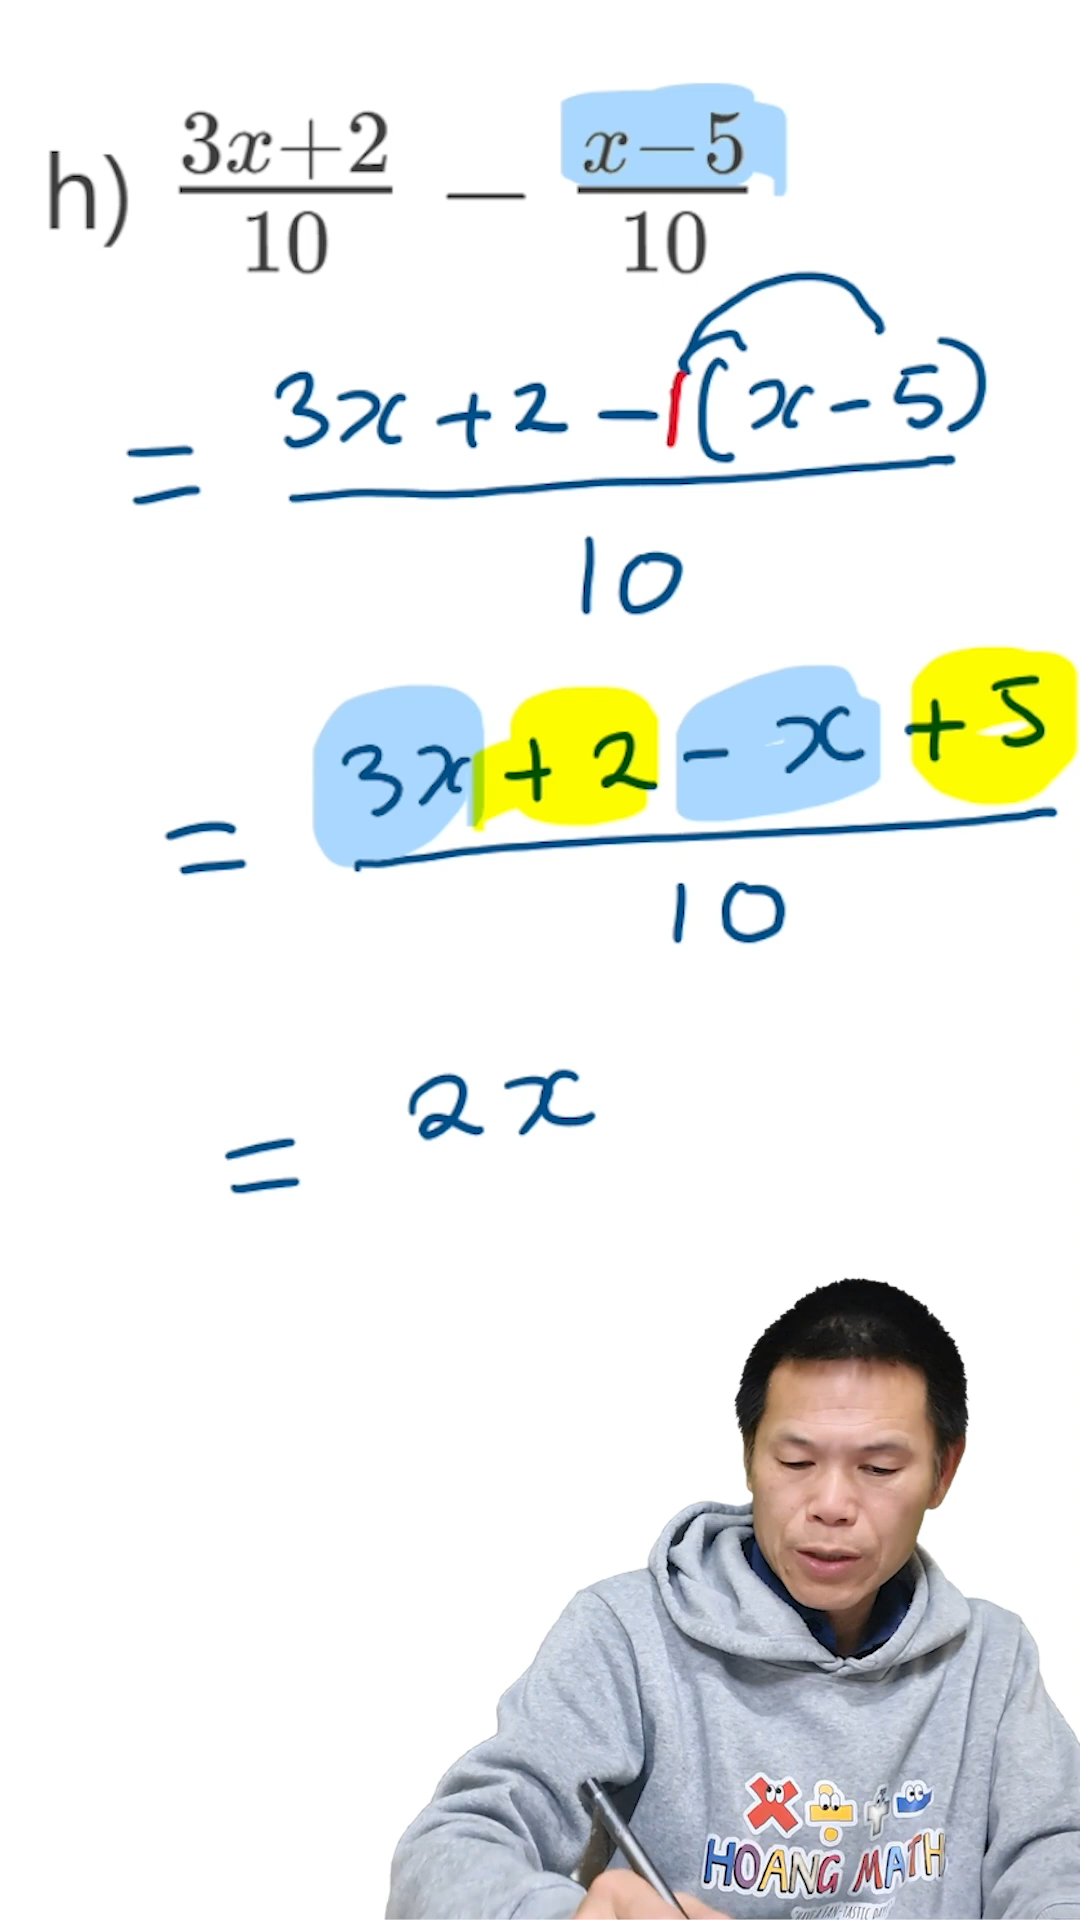 h) 3x+2/10 − x−5/10
= 3x + 2 − 1(x − 5)/10
= 3x + 2 − x + 5/10
= 2x
HOANG MATH